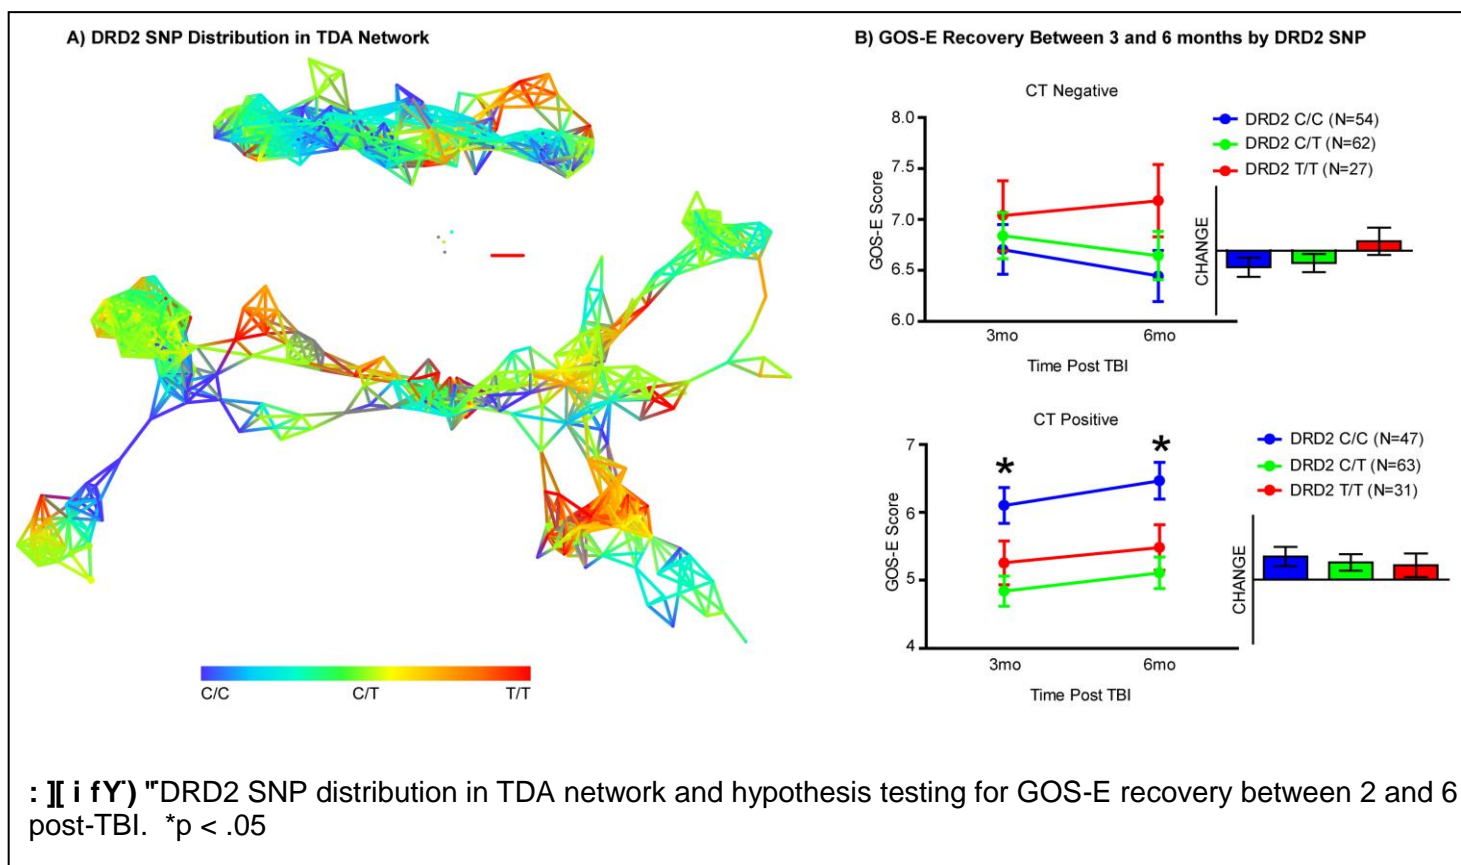 A) DRD2 SNP Distribution in TDA Network
C/C C/T T/T
B) GOS-E Recovery Between 3 and 6 months by DRD2 SNP
CT Negative
8.0
7.5
7.0
6.5
6.0
GOS-E Score
3mo 6mo
Time Post TBI
DRD2 C/C (N=54)
DRD2 C/T (N=62)
DRD2 T/T (N=27)
CHANGE
CT Positive
7
6
5
4
GOS-E Score
* *
3mo 6mo
Time Post TBI
DRD2 C/C (N=47)
DRD2 C/T (N=63)
DRD2 T/T (N=31)
CHANGE
DRD2 SNP distribution in TDA network and hypothesis testing for GOS-E recovery between 2 and 6
post-TBI. *p < .05